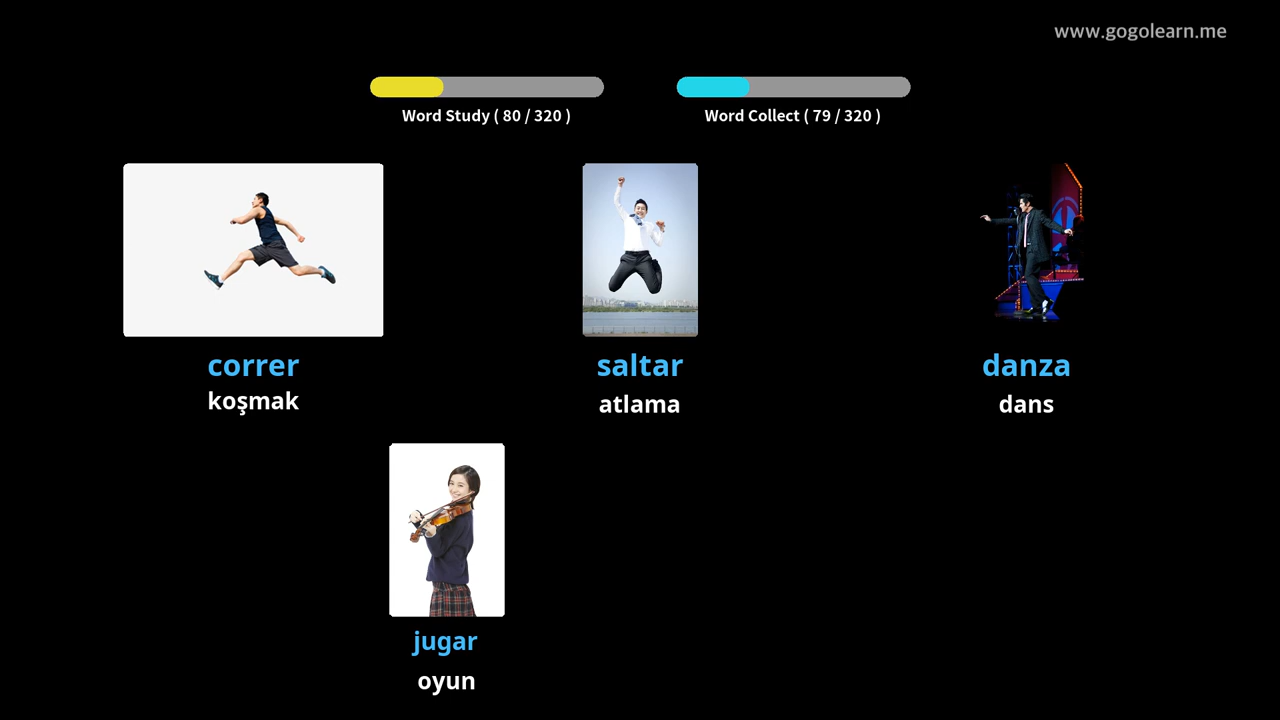 www.gogolearn.me
Word Study ( 80 / 320 )
Word Collect ( 79 / 320 )
correr
koşmak
saltar
atlama
danza
dans
jugar
oyun